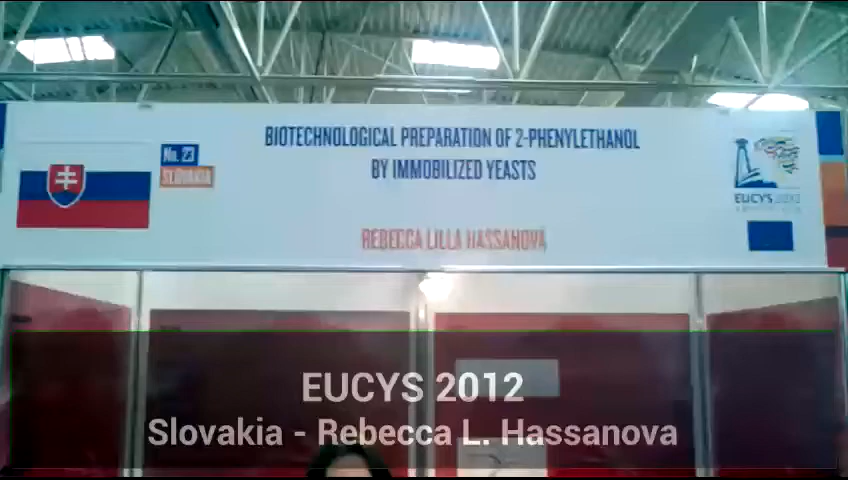 BIOTECHNOLOGICAL PREPARATION OF 2-PHENYLETHANOL
BY IMMOBILIZED YEASTS
No. 23
SLOVAKIA
REBECCA LILLA HASSANOVA
EUCYS 2012
EUCYS 2012
Slovakia - Rebecca L. Hassanova